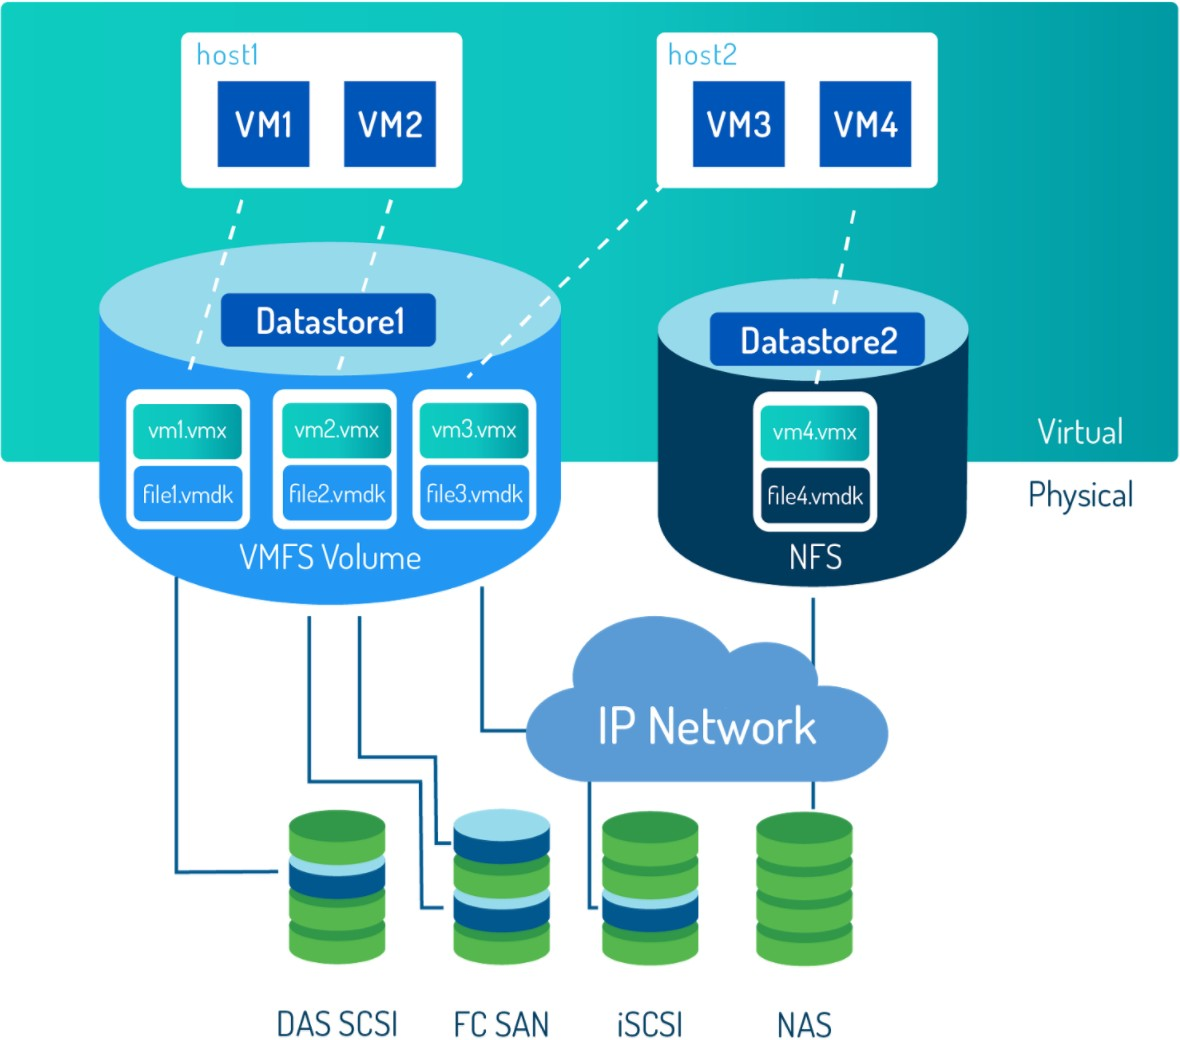 host1
host2
VM1
VM2
VM3
VM4
Datastore1
Datastore2
vm1.vmx
vm2.vmx
vm3.vmx
vm4.vmx
Virtual
file1.vmdk
file2.vmdk
file3.vmdk
file4.vmdk
Physical
VMFS Volume
NFS
IP Network
DAS SCSI
FC SAN
iSCSI
NAS